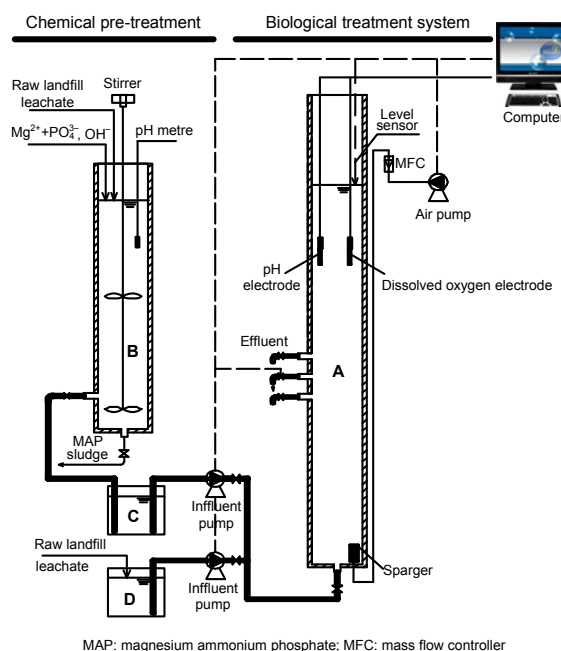 Chemical pre-treatment
Biological treatment system
Raw landfill
leachate
Stirrer
Mg²⁺+PO₄³⁻, OH⁻
pH metre
Computer
Level
sensor
MFC
Air pump
pH
electrode
Dissolved oxygen electrode
Effluent
A
B
MAP
sludge
C
Inffluent
pump
Raw landfill
leachate
D
Inffluent
pump
Sparger
MAP: magnesium ammonium phosphate; MFC: mass flow controller